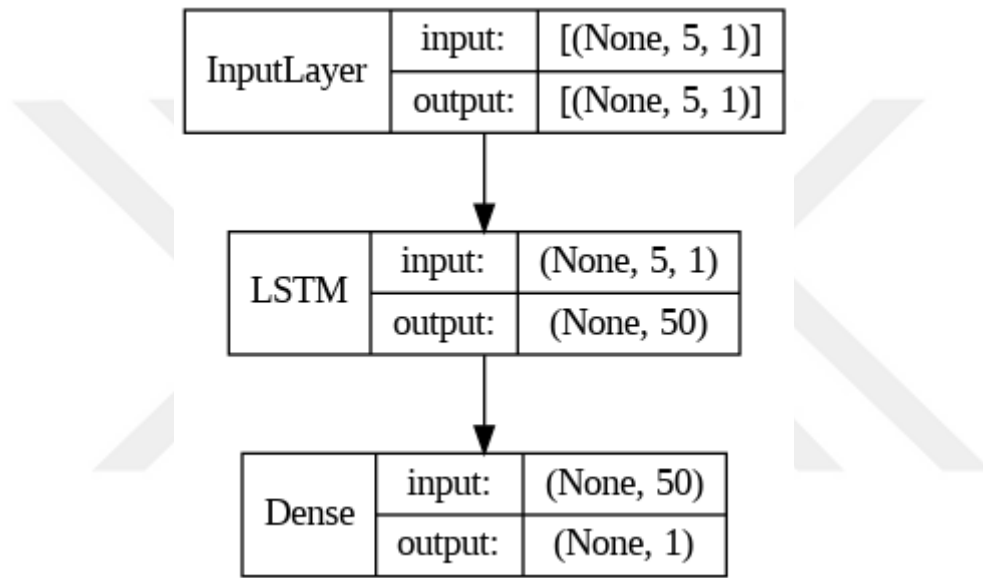 InputLayer
input: [(None, 5, 1)]
output: [(None, 5, 1)]
LSTM
input: (None, 5, 1)
output: (None, 50)
Dense
input: (None, 50)
output: (None, 1)